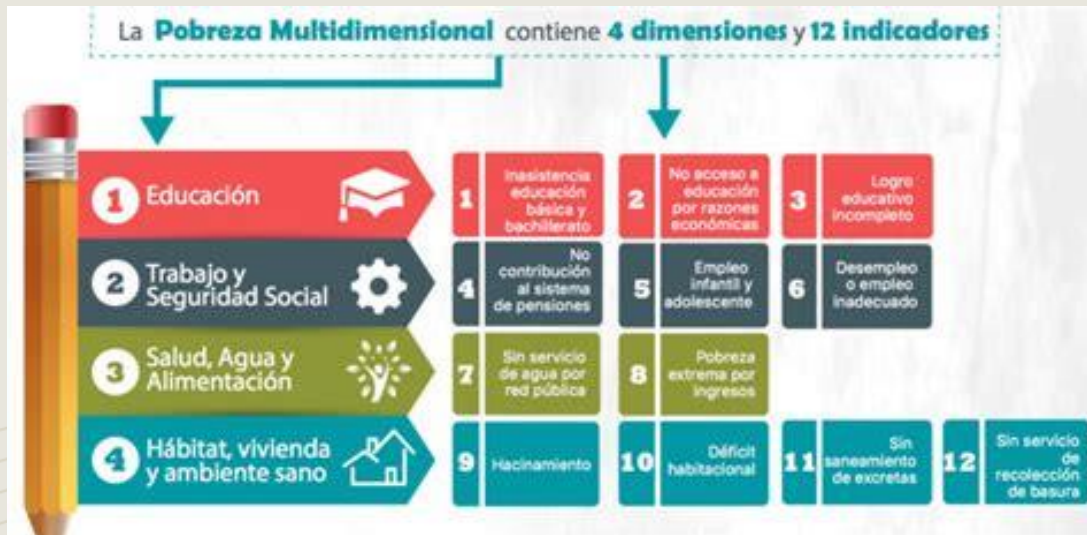 La Pobreza Multidimensional contiene 4 dimensiones y 12 indicadores
1 Educación
1 Inasistencia
educación
básica y
bachillerato
2 No acceso a
educación
por razones
económicas
3 Logro
educativo
incompleto
2 Trabajo y
Seguridad Social
4 No
contribución
al sistema
de pensiones
5 Empleo
infantil y
adolescente
6 Desempleo
o empleo
inadecuado
3 Salud, Agua y
Alimentación
7 Sin servicio
de agua por
red pública
8 Pobreza
extrema por
ingresos
4 Hábitat, vivienda
y ambiente sano
9 Hacinamiento
10 Déficit
habitacional
11 Sin
saneamiento
de excretas
12 Sin servicio
de
recolección
de basura